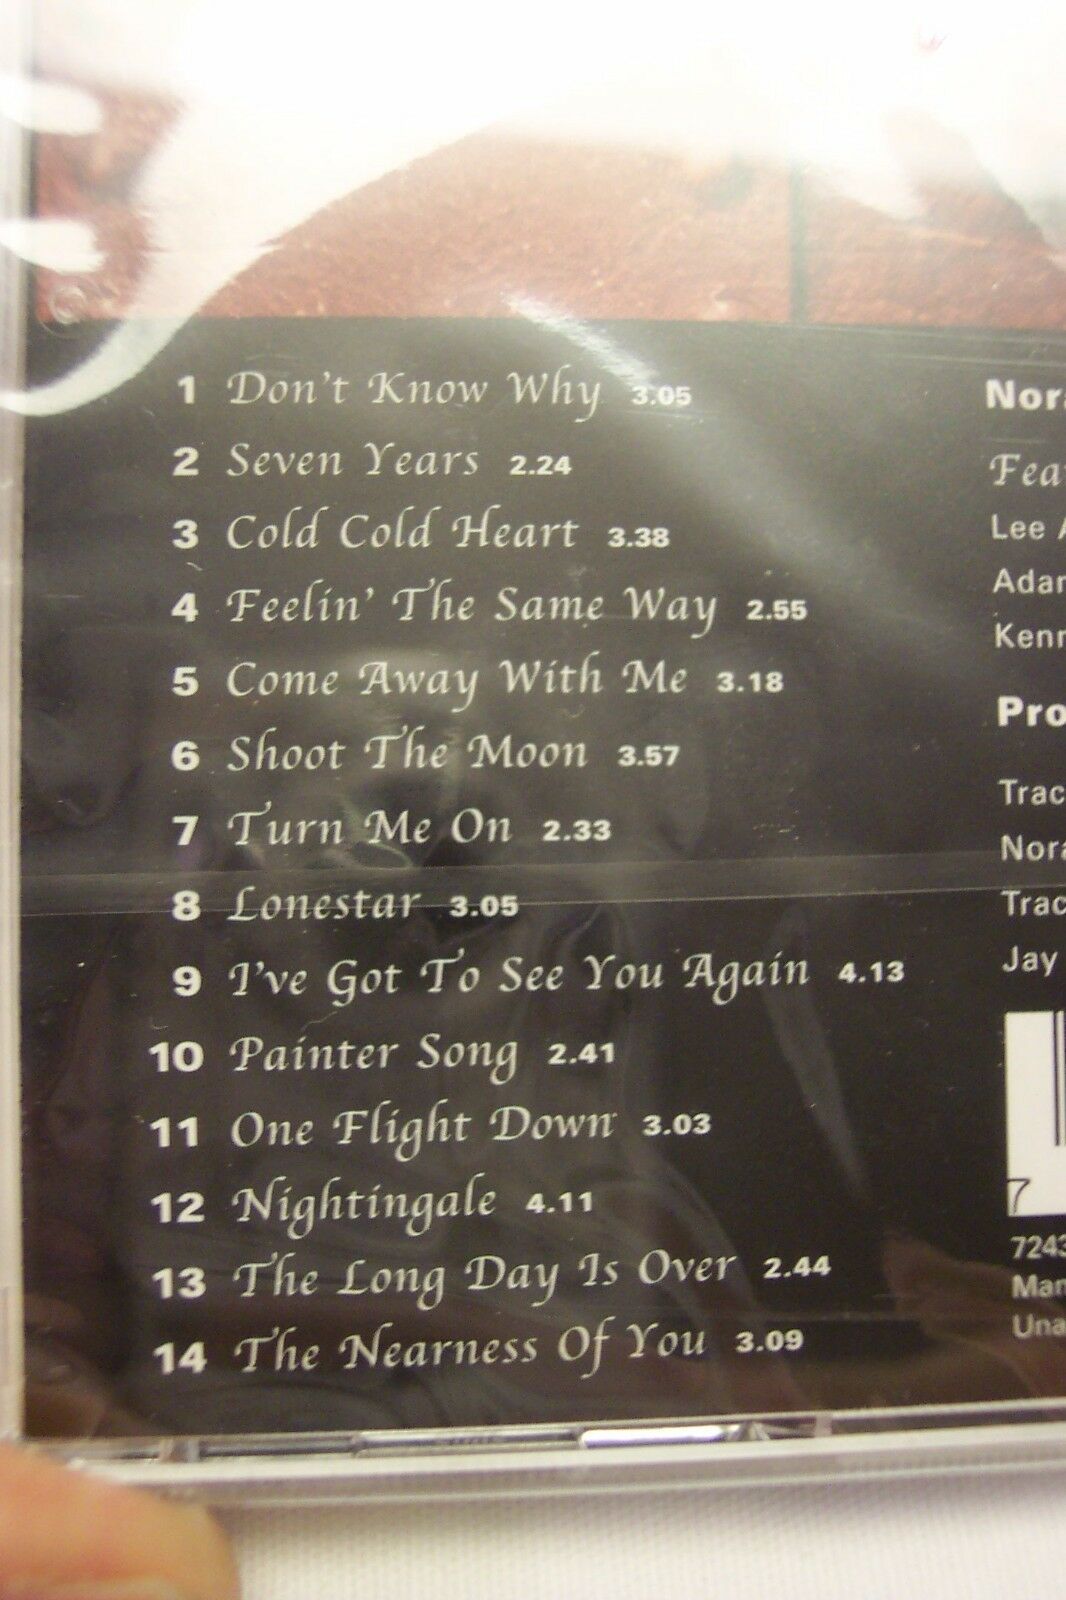 1 Don't Know Why 3.05
2 Seven Years 2.24
3 Cold Cold Heart 3.38
4 Feelin' The Same Way 2.55
5 Come Away With Me 3.18
6 Shoot The Moon 3.57
7 Turn Me On 2.33
8 Lonestar 3.05
9 I've Got To See You Again 4.13
10 Painter Song 2.41
11 One Flight Down 3.03
12 Nightingale 4.11
13 The Long Day Is Over 2.44
14 The Nearness Of You 3.09
Lee
Jay
7